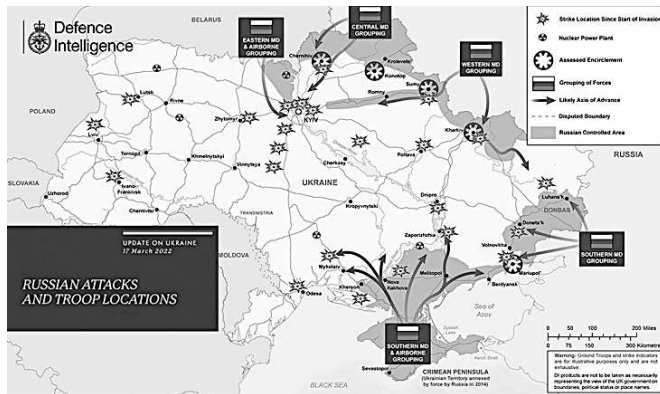 Defence
Intelligence
BELARUS
EASTERN MD
& AIRBORNE
GROUPING
CENTRAL MD
GROUPING
WESTERN MD
GROUPING
Strike Location Since Start of Invasion
Nuclear Power Plant
Assessed Encirclement
Grouping of Forces
Likely Axis of Advance
Disputed Boundary
Russian Controlled Area
POLAND
RUSSIA
SLOVAKIA
UKRAINE
MOLDOVA
TRANSNISTRIA
DONBAS
Chernihiv
Krolevets'
Konotop
Sumy
Romny
Lutsk
Rivne
Zhytomyr
KYIV
Lviv
Kharkiv
Ternopil
Khmelnytskyi
Vinnytsya
Cherkasy
Poltava
Uzhorod
Ivano-
Frankivsk
Chernivtsi
Kropyvnytskyi
Dnipro
Luhans'k
Donets'k
Zaporizhzhia
Volnovkha
Mariupol'
Mykolaiv
Nova
Kakhova
Melitopol
Berdyansk
Odesa
Kherson
Sea of
Azov
SOUTHERN MD
GROUPING
SOUTHERN MD
& AIRBORNE
GROUPING
UPDATE ON UKRAINE
17 March 2022
RUSSIAN ATTACKS
AND TROOP LOCATIONS
Kerch Strait
CRIMEAN PENINSULA
(Ukrainian Territory annexed
by force by Russia in 2014)
Sevastopol
BLACK SEA
0 50 100 200 Miles
0 75 150 300 Kilometres
Warning: Ground Troops and strike indicators
are for illustrative purposes only and are not
exhaustive.
DI products are not to be taken as necessarily
representing the view of the UK government on
boundaries, political status or place names.